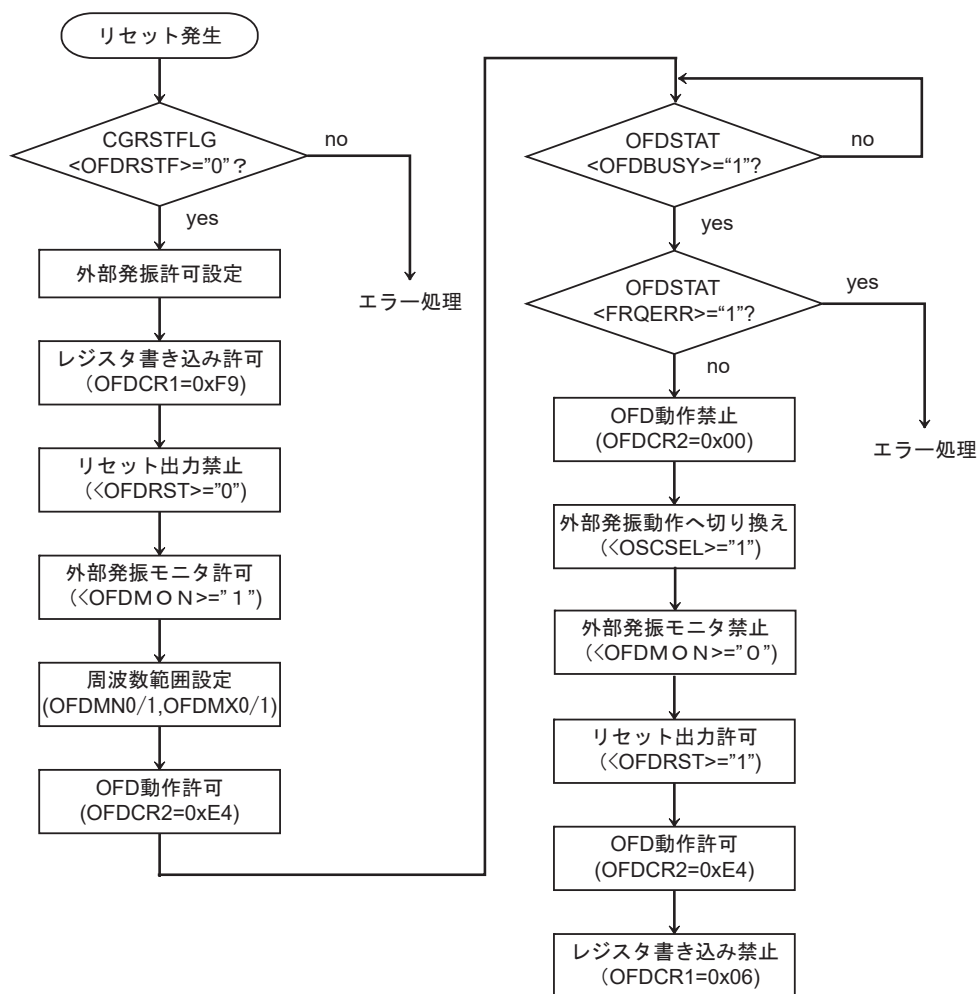 リセット発生
CGRSTFLG
<OFDRSTF>="0"？
no
yes
エラー処理
外部発振許可設定
レジスタ書き込み許可
（OFDCR1=0xF9)
リセット出力禁止
（<OFDRST>="0")
外部発振モニタ許可
（<OFDＭＯＮ>="１")
周波数範囲設定
(OFDMN0/1,OFDMX0/1)
OFD動作許可
(OFDCR2=0xE4)
OFDSTAT
<OFDBUSY>=“1”?
no
yes
OFDSTAT
<FRQERR>=“1”?
yes
no
エラー処理
OFD動作禁止
(OFDCR2=0x00)
外部発振動作へ切り換え
（<OSCSEL>=”1”)
外部発振モニタ禁止
（<OFDＭＯＮ>=”０”)
リセット出力許可
（<OFDRST>=”1”)
OFD動作許可
(OFDCR2=0xE4)
レジスタ書き込み禁止
（OFDCR1=0x06)